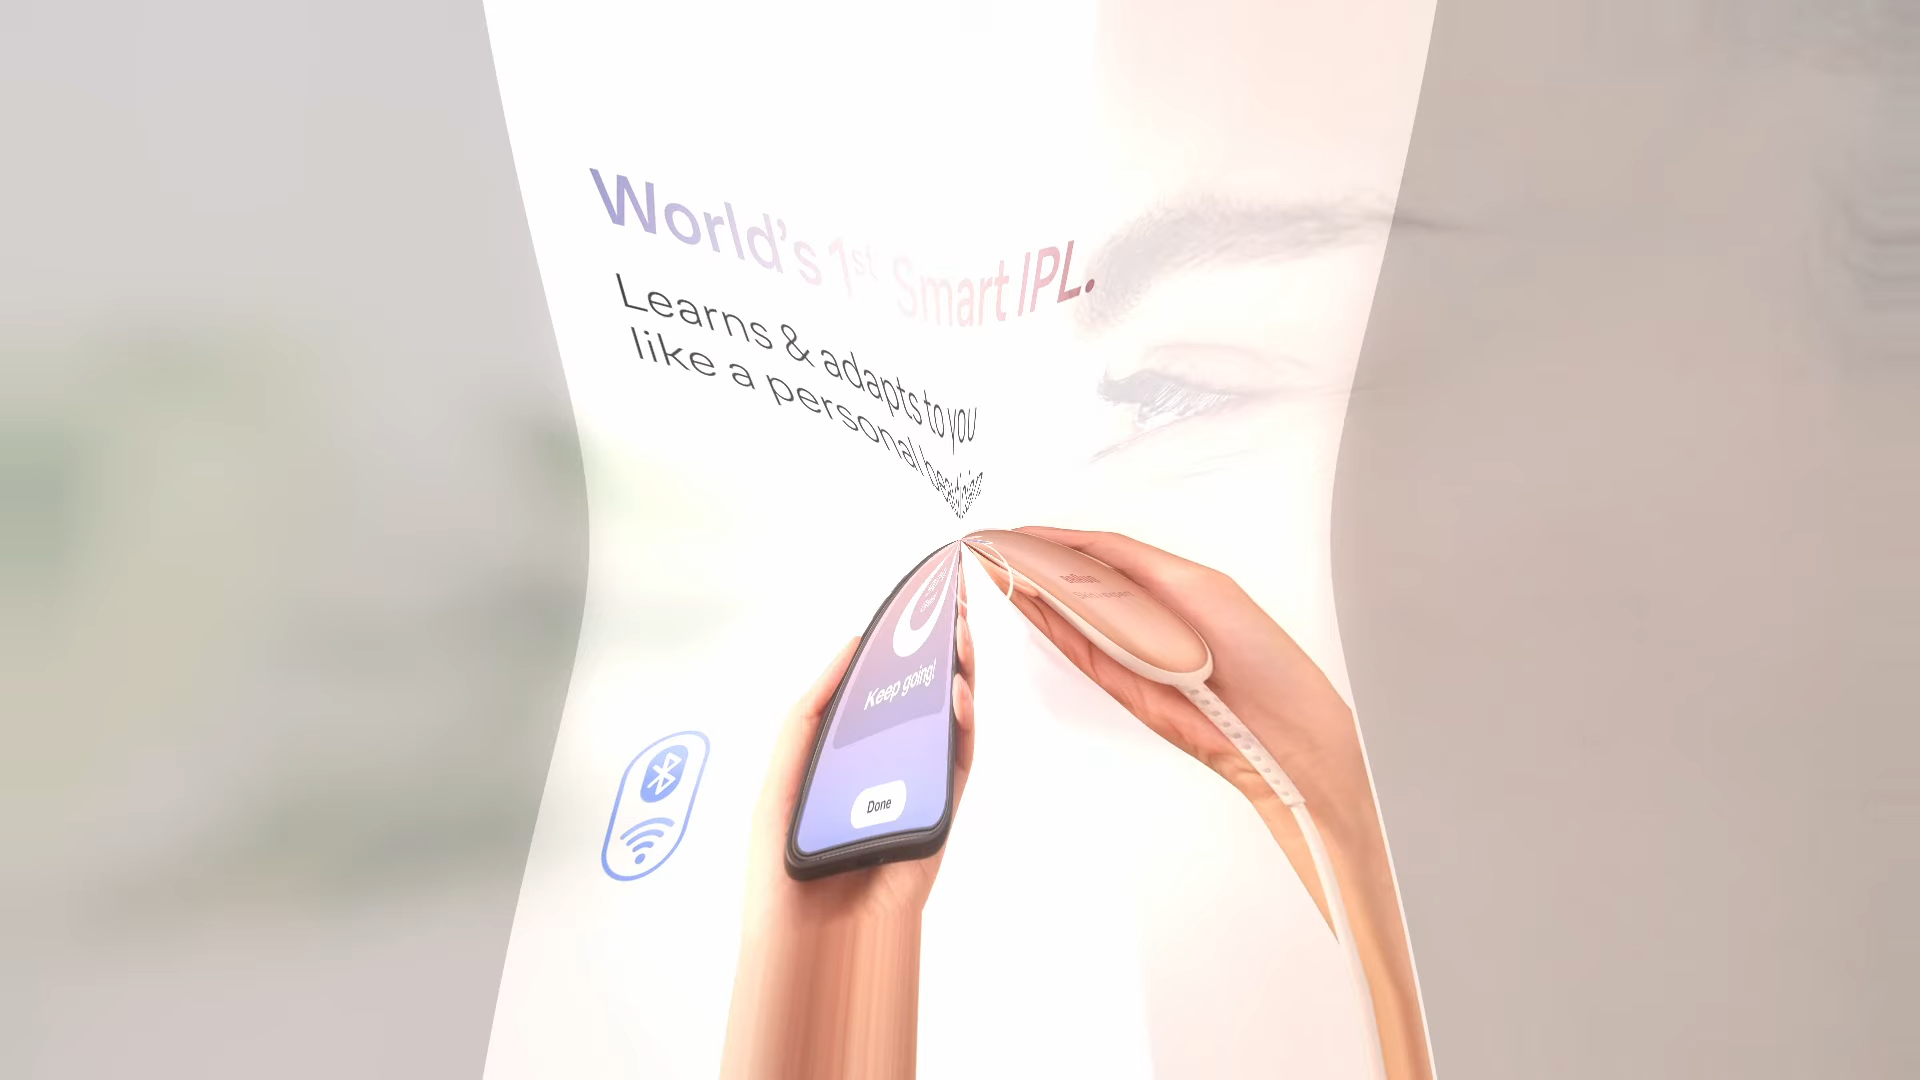 World's 1st Smart IPL.
Learns & adapts to you
like a personal
Keep going!
Done